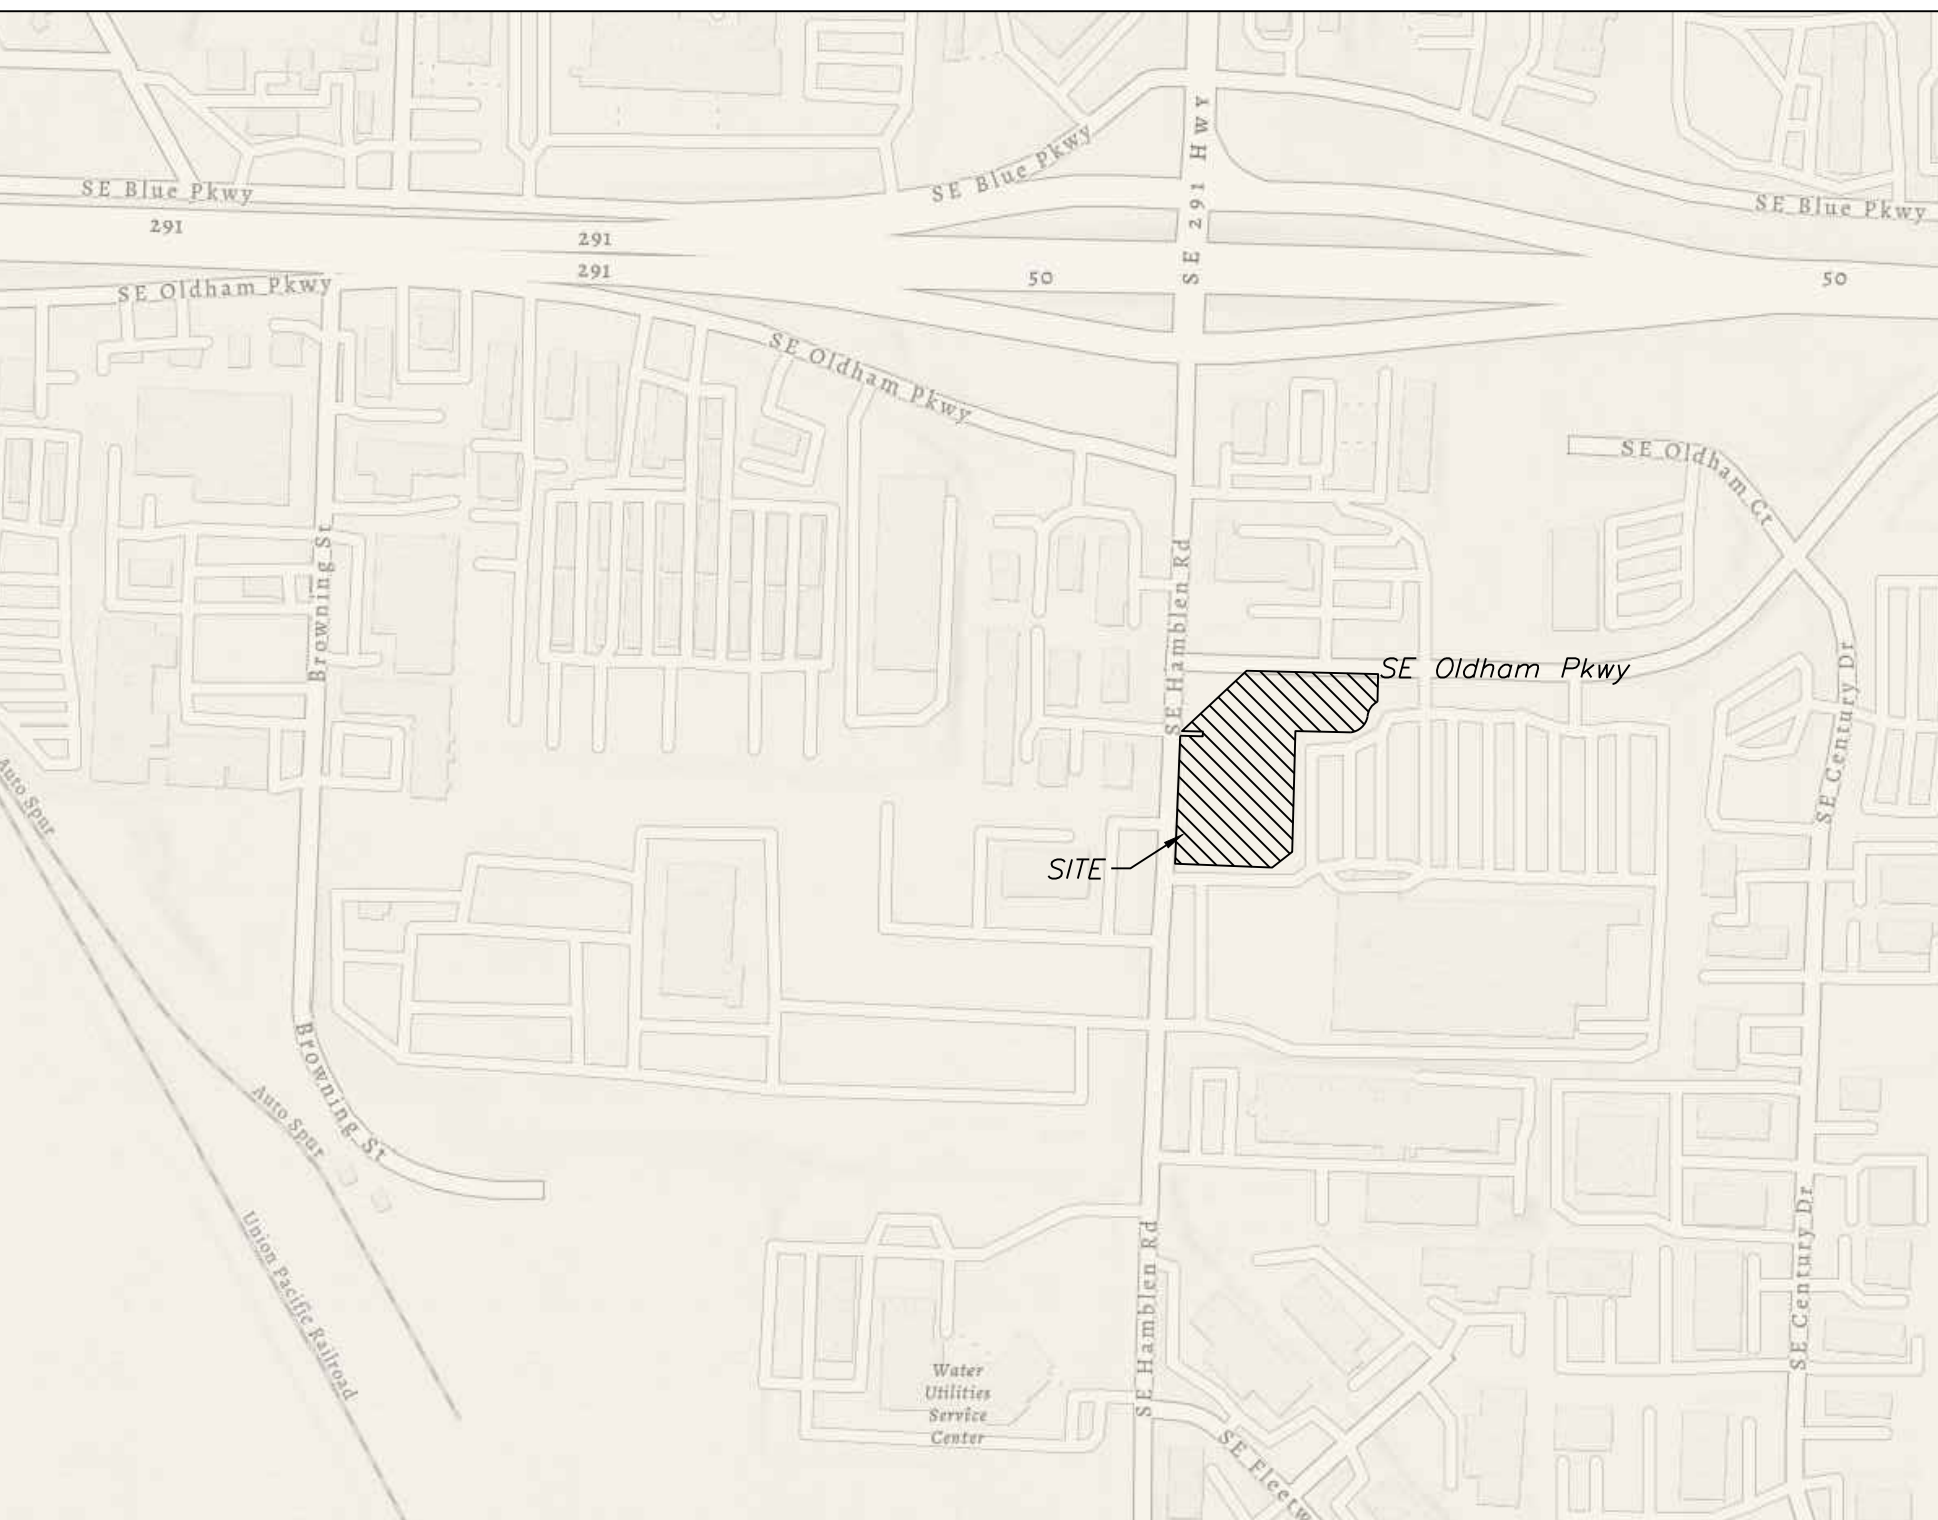 SE Blue Pkwy
SE Blue Pkwy
SE 291 HWY
SE Blue Pkwy
291
291
291
50
50
SE Oldham Pkwy
SE Oldham Pkwy
SE Oldham Ct
Browning St
SE Hamblen Rd
SE Oldham Pkwy
SE Century Dr
Auto Spur
SITE
Browning St
Auto Spur
Union Pacific Railroad
SE Hamblen Rd
SE Century Dr
Water
Utilities
Service
Center
SE